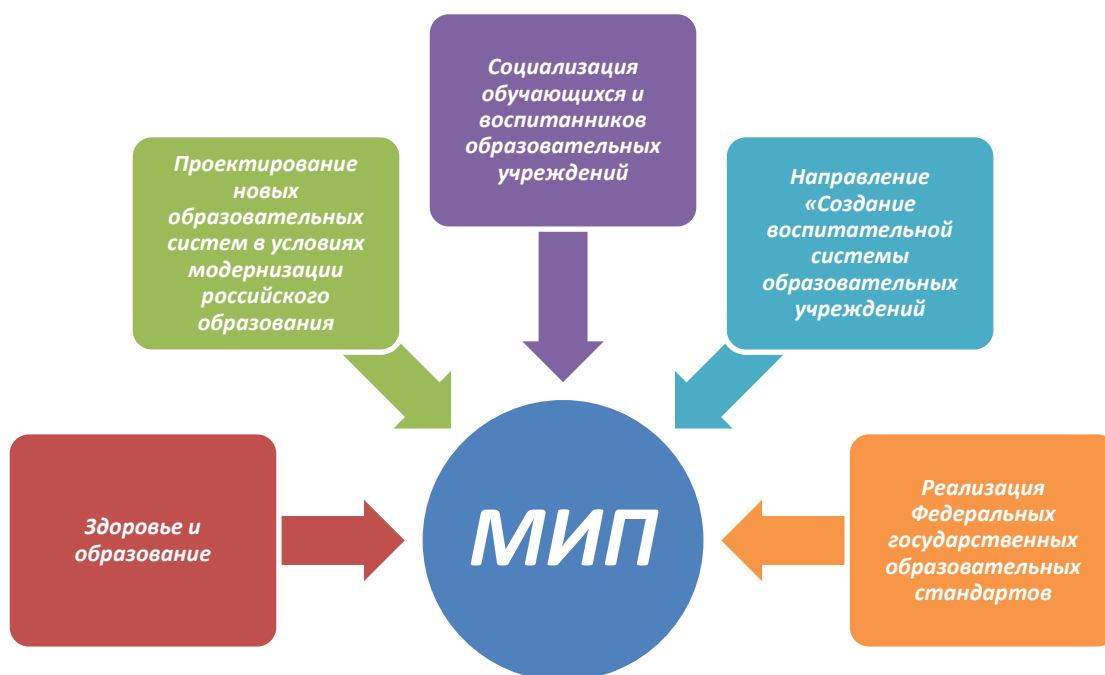 Социализация
обучающихся и
воспитанников
образовательных
учреждений
Проектирование
новых
образовательных
систем в условиях
модернизации
российского
образования
Направление
«Создание
воспитательной
системы
образовательных
учреждений
Здоровье и
образование
МИП
Реализация
Федеральных
государственных
образовательных
стандартов